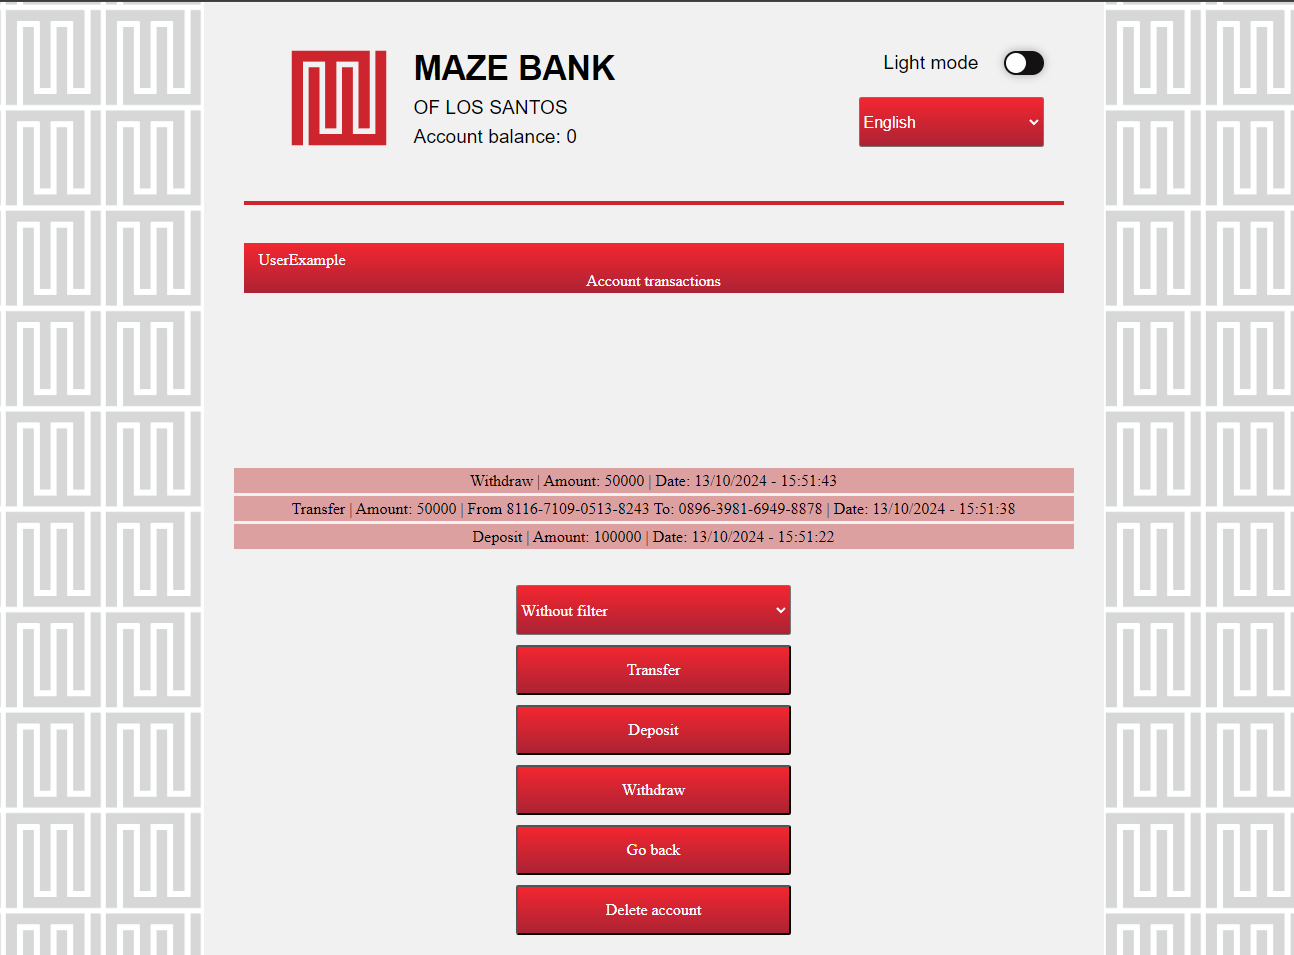 MAZE BANK
OF LOS SANTOS
Account balance: 0
Light mode
English
UserExample
Account transactions
Withdraw | Amount: 50000 | Date: 13/10/2024 - 15:51:43
Transfer | Amount: 50000 | From 8116-7109-0513-8243 To: 0896-3981-6949-8878 | Date: 13/10/2024 - 15:51:38
Deposit | Amount: 100000 | Date: 13/10/2024 - 15:51:22
Without filter
Transfer
Deposit
Withdraw
Go back
Delete account